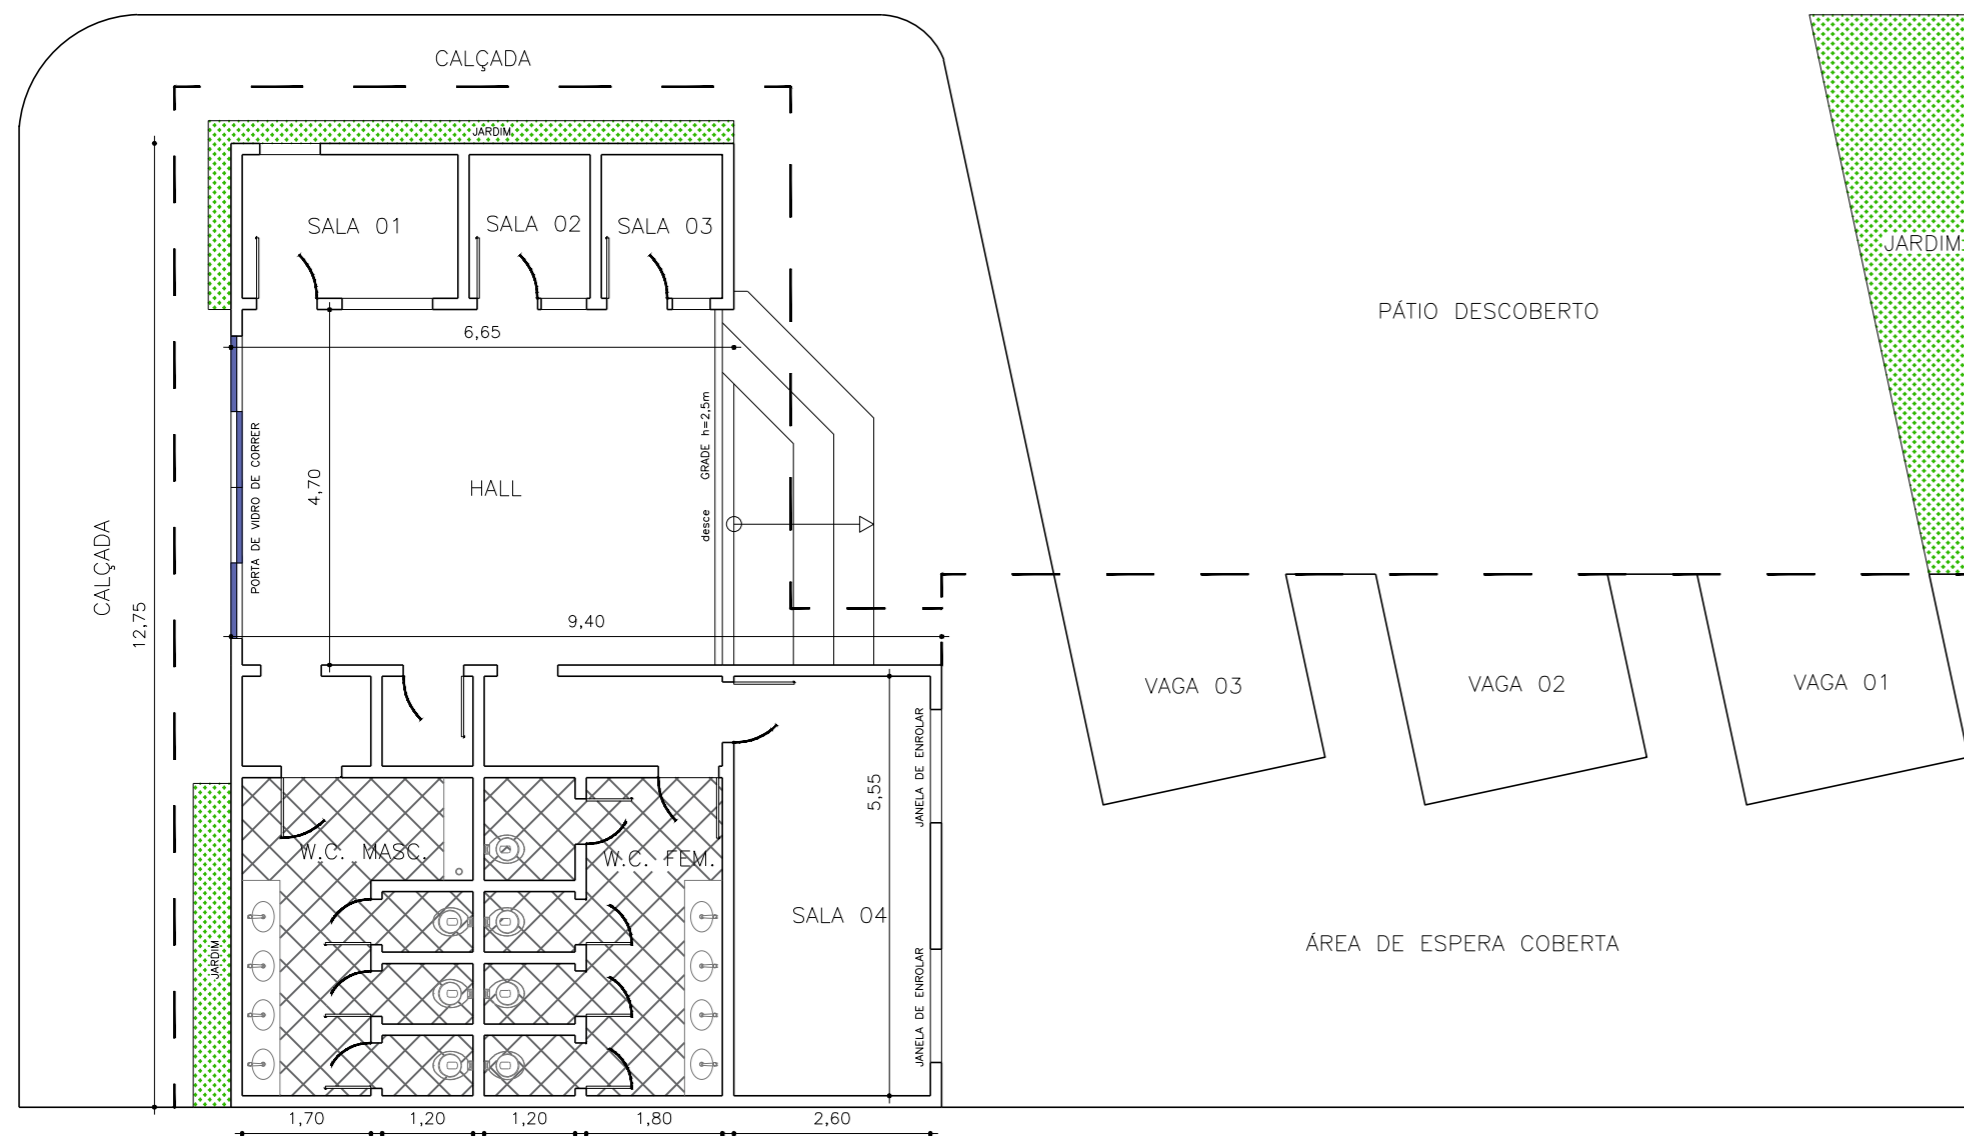 CALÇADA
JARDIM
SALA 01
SALA 02
SALA 03
JARDIM
PÁTIO DESCOBERTO
6,65
PORTA DE VIDRO DE CORRER
4,70
HALL
GRADE h=2,5m
desce
CALÇADA
12,75
9,40
VAGA 03
VAGA 02
VAGA 01
JANELA DE ENROLAR
5,55
W.C. MASC.
W.C. FEM.
SALA 04
ÁREA DE ESPERA COBERTA
JARDIM
JANELA DE ENROLAR
1,70
1,20
1,20
1,80
2,60